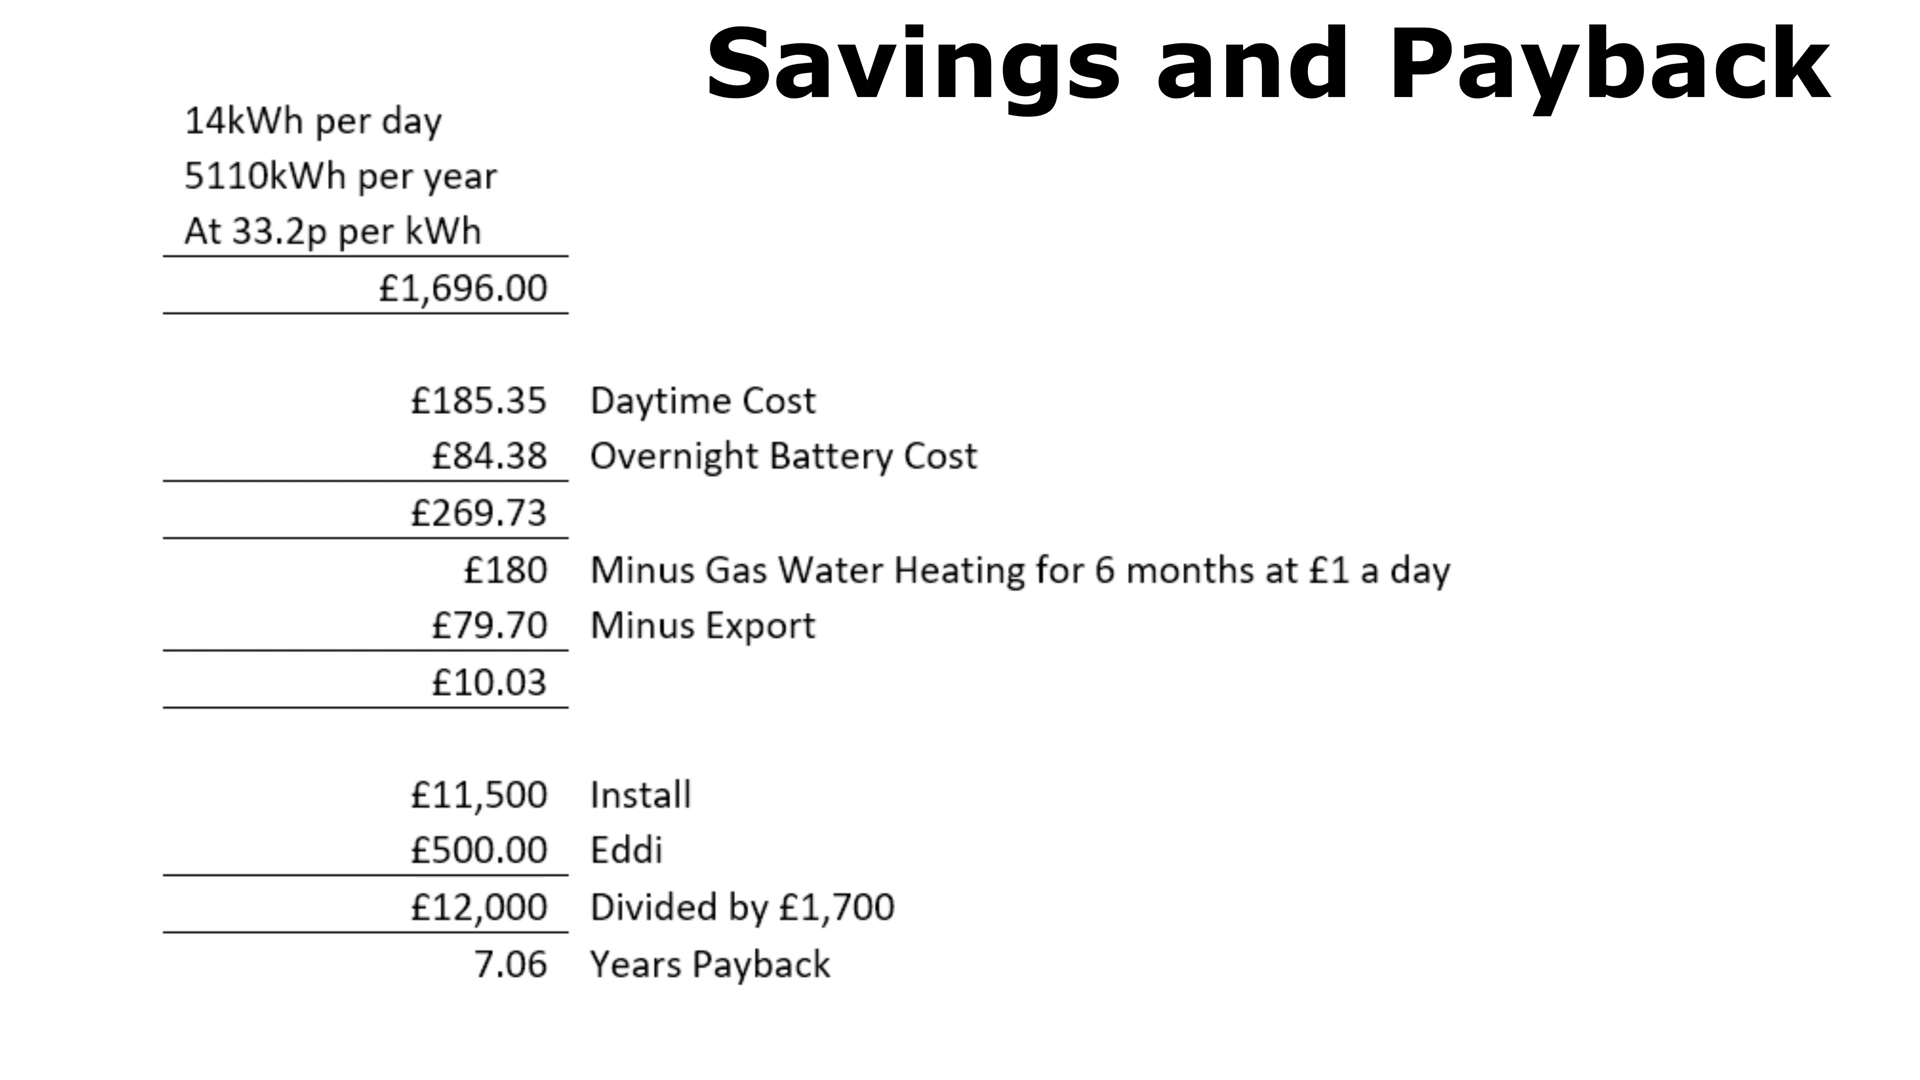 Savings and Payback
14kWh per day
5110kWh per year
At 33.2p per kWh
£1,696.00
£185.35 Daytime Cost
£84.38 Overnight Battery Cost
£269.73
£180 Minus Gas Water Heating for 6 months at £1 a day
£79.70 Minus Export
£10.03
£11,500 Install
£500.00 Eddi
£12,000 Divided by £1,700
7.06 Years Payback